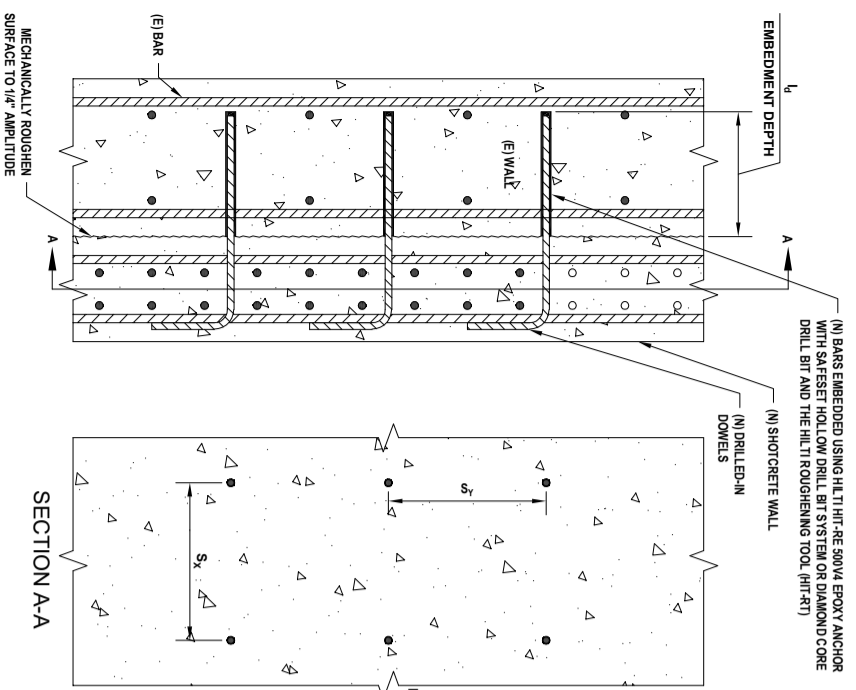 l_d
EMBEDMENT DEPTH
(N) BARS EMBEDDED USING HILTI HIT-RE 500V4 EPOXY ANCHOR
WITH SAFESET HOLLOW DRILL BIT SYSTEM OR DIAMOND CORE
DRILL BIT AND THE HILTI ROUGHENING TOOL (HIT-RT)
(N) SHOTCRETE WALL
(N) DRILLED-IN
DOWELS
(E) WALL
(E) BAR
MECHANICALLY ROUGHEN
SURFACE TO 1/4" AMPLITUDE
A
A
SY
SX
SECTION A-A